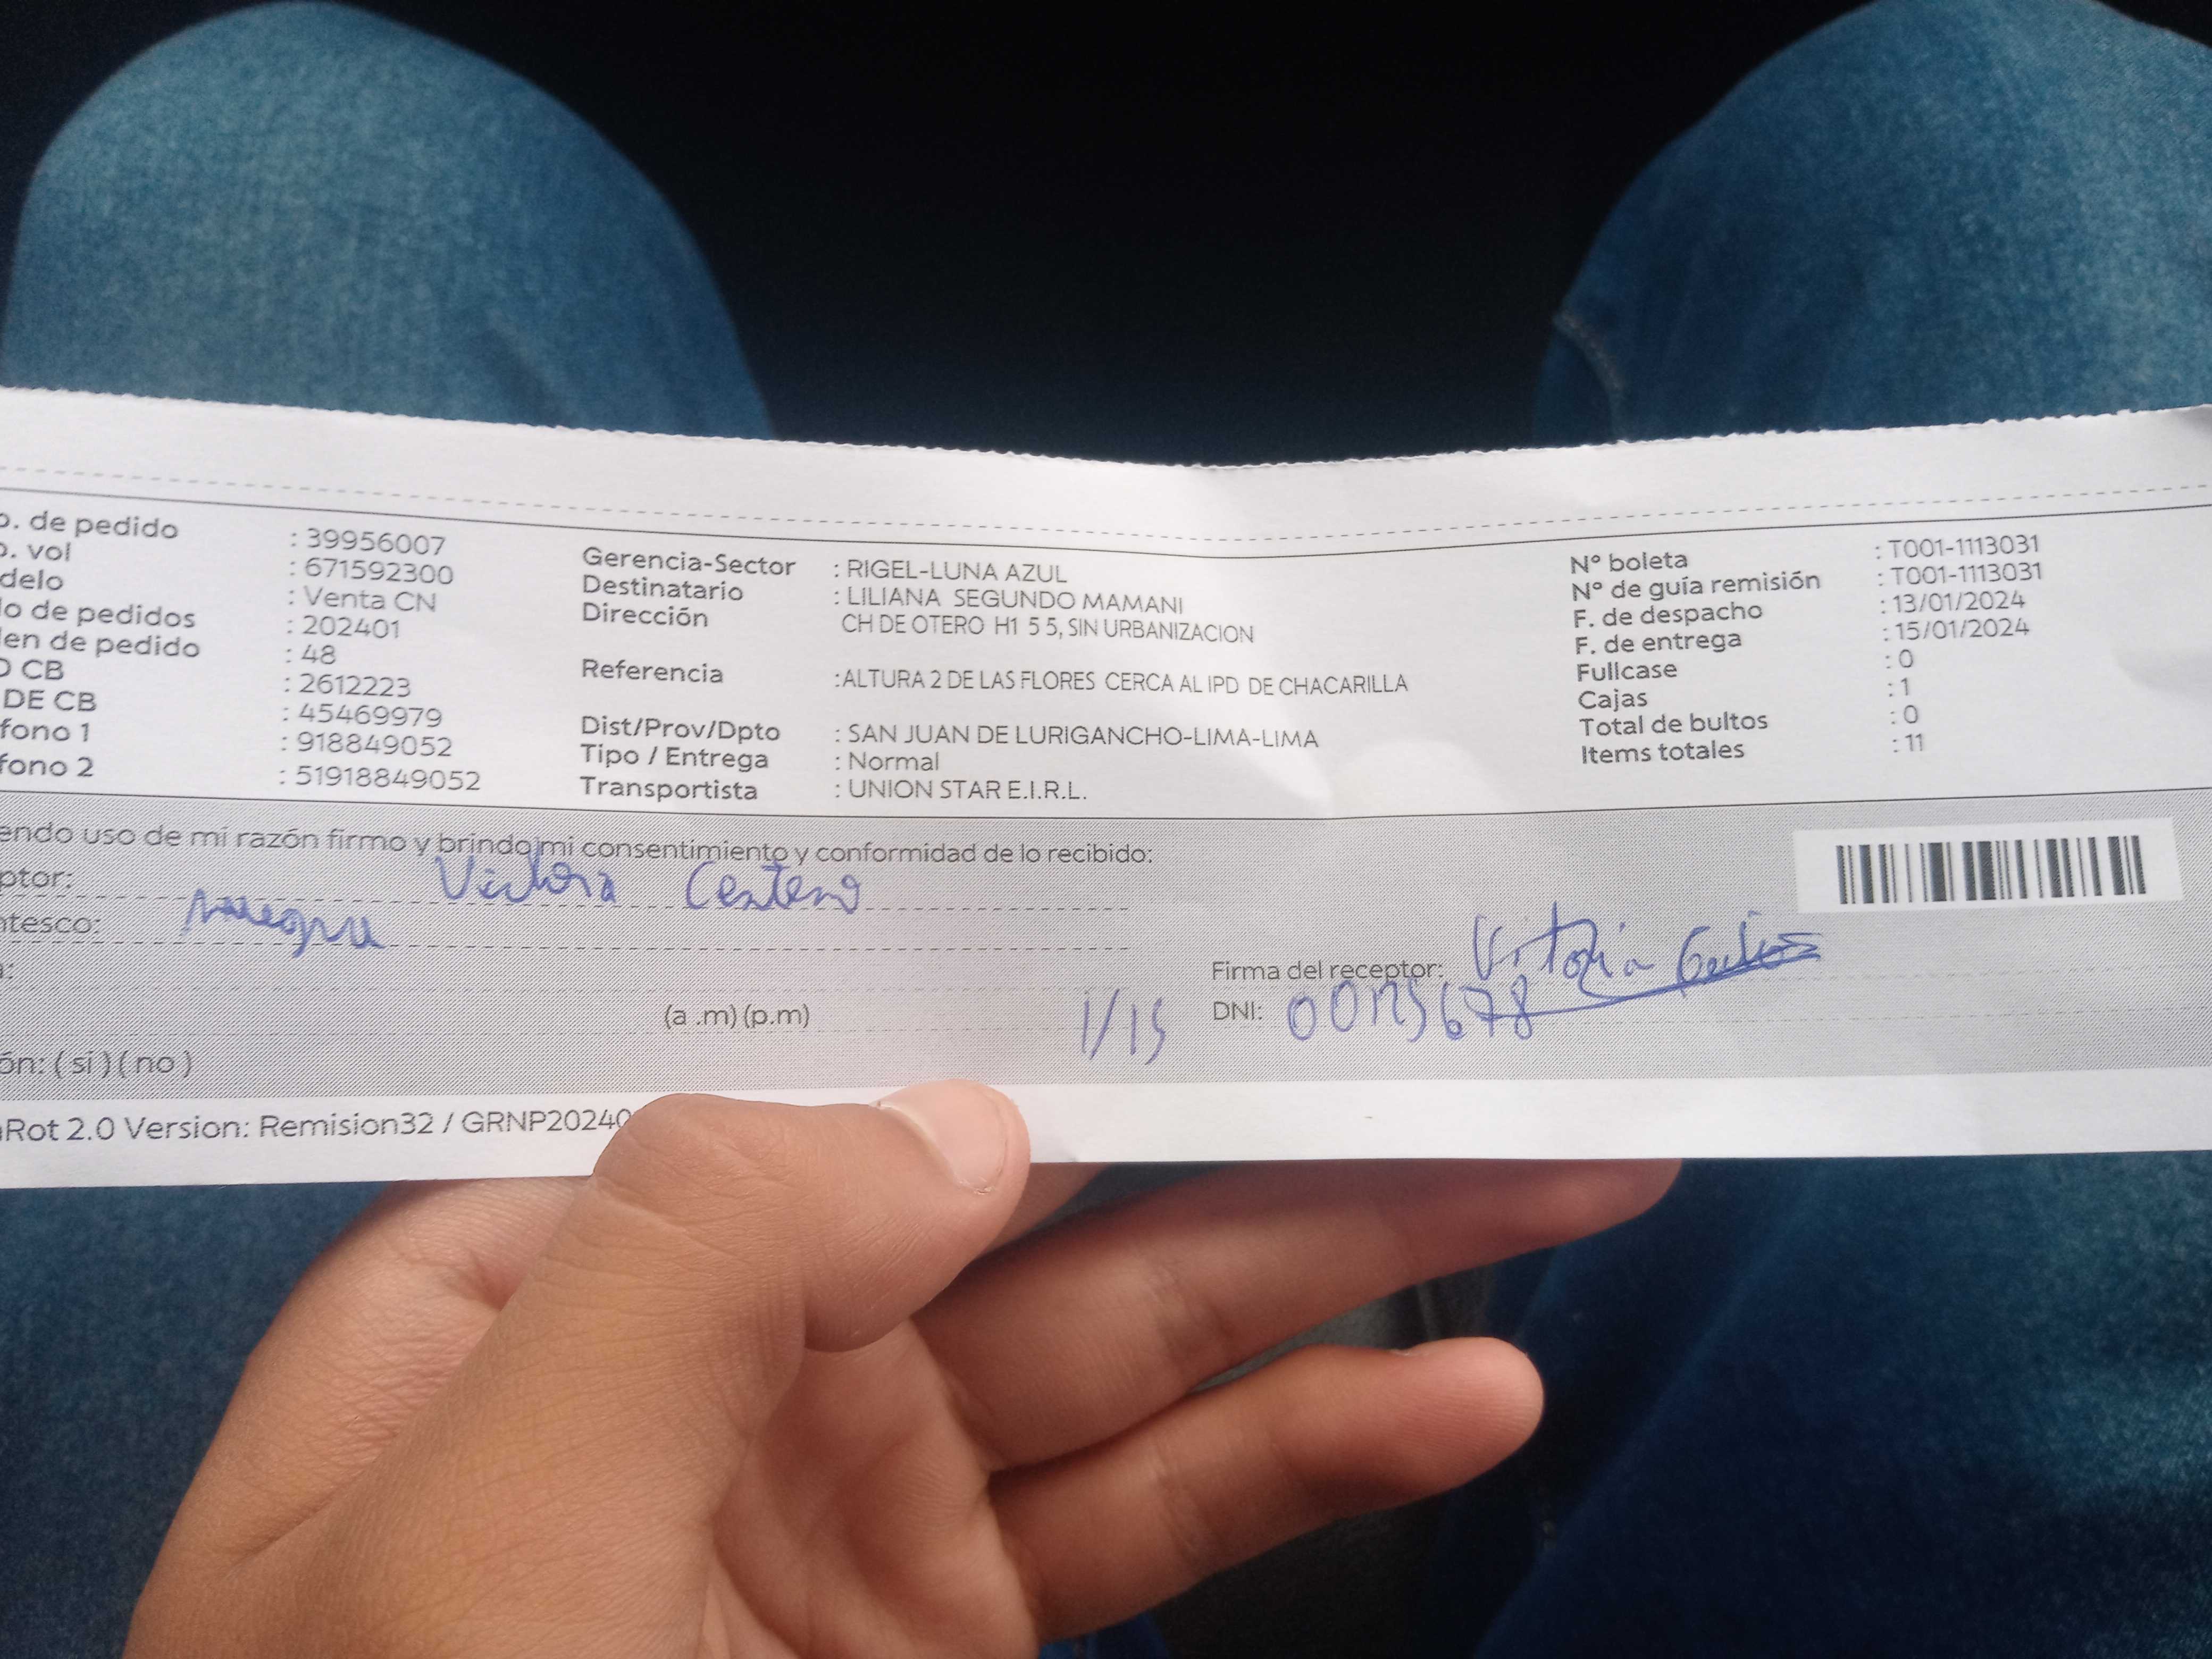 o. de pedido : 39956007
o. vol : 671592300
delo : Venta CN
lo de pedidos : 202401
len de pedido : 48
O CB : 2612223
DE CB : 45469979
fono 1 : 918849052
fono 2 : 51918849052
Gerencia-Sector : RIGEL-LUNA AZUL
Destinatario : LILIANA SEGUNDO MAMANI
Dirección CH DE OTERO H1 5 5, SIN URBANIZACION
Referencia :ALTURA 2 DE LAS FLORES CERCA AL IPD DE CHACARILLA
Dist/Prov/Dpto : SAN JUAN DE LURIGANCHO-LIMA-LIMA
Tipo / Entrega : Normal
Transportista : UNION STAR E.I.R.L.
N° boleta : T001-1113031
N° de guía remisión : T001-1113031
F. de despacho : 13/01/2024
F. de entrega : 15/01/2024
Fullcase : 0
Cajas : 1
Total de bultos : 0
Items totales : 11
endo uso de mi razón firmo y brindo mi consentimiento y conformidad de lo recibido:
ptor: Victoria Centeno
ntesco: suegra
a:
(a .m) (p.m)
1/15
Firma del receptor: Vitoria
DNI:
ón: ( si ) ( no )
Rot 2.0 Version: Remision32 / GRNP20240